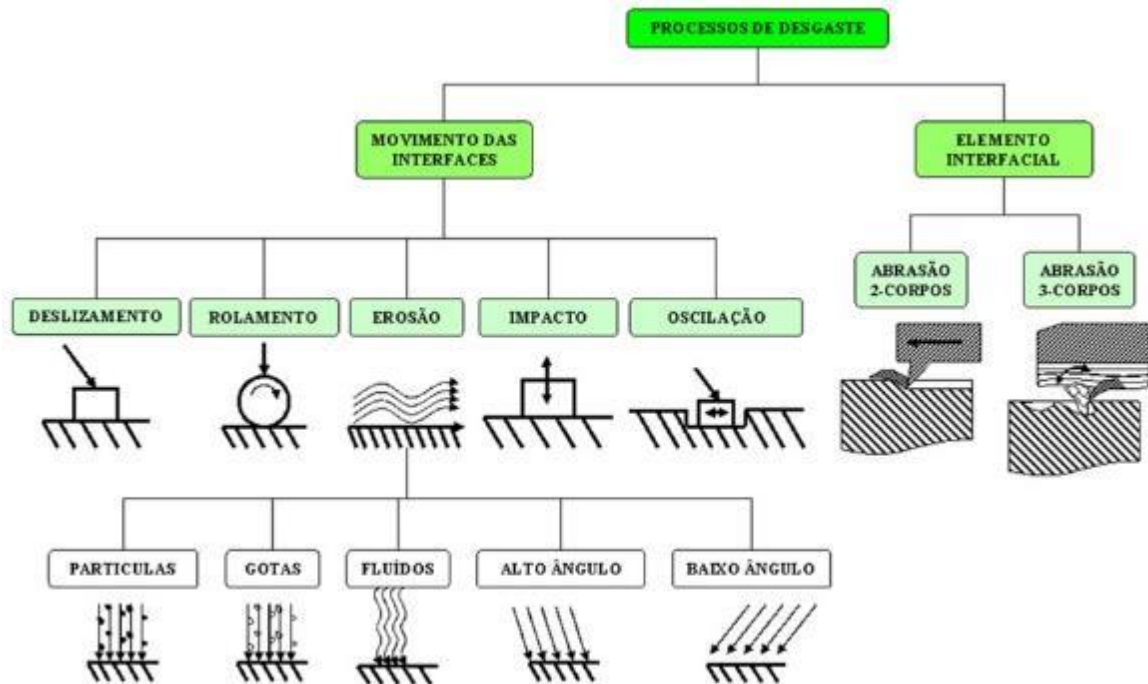 PROCESSOS DE DESGASTE
MOVIMENTO DAS
INTERFACES
ELEMENTO
INTERFACIAL
DESLIZAMENTO
ROLAMENTO
EROSÃO
IMPACTO
OSCILAÇÃO
ABRASÃO
2-CORPOS
ABRASÃO
3-CORPOS
PARTICULAS
GOTAS
FLUÍDOS
ALTO ÂNGULO
BAIXO ÂNGULO